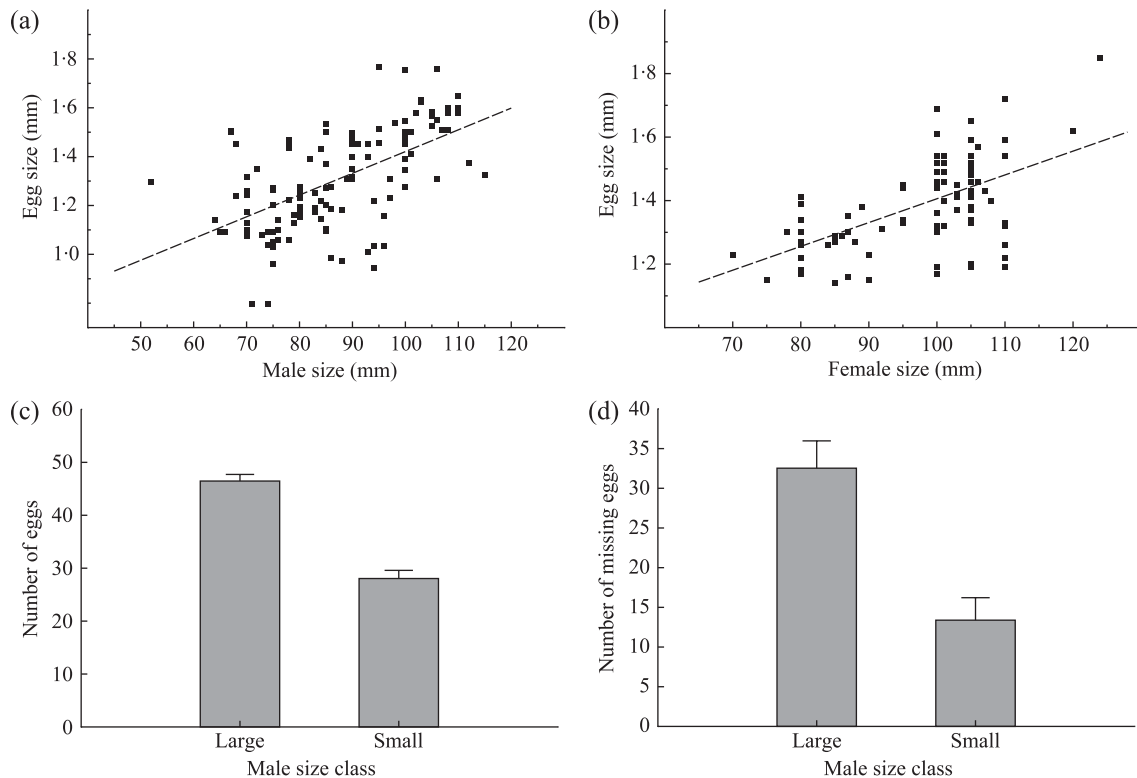 (a)
Egg size (mm)
1·8
1·6
1·4
1·2
1·0
50 60 70 80 90 100 110 120
Male size (mm)
(b)
Egg size (mm)
1·8
1·6
1·4
1·2
70 80 90 100 110 120
Female size (mm)
(c)
Number of eggs
60
50
40
30
20
10
0
Large Small
Male size class
(d)
Number of missing eggs
40
35
30
25
20
15
10
5
0
Large Small
Male size class